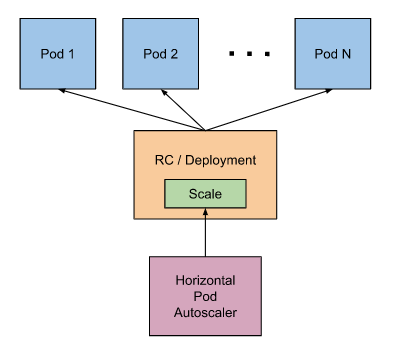 Pod 1
Pod 2
Pod N
RC / Deployment
Scale
Horizontal
Pod
Autoscaler